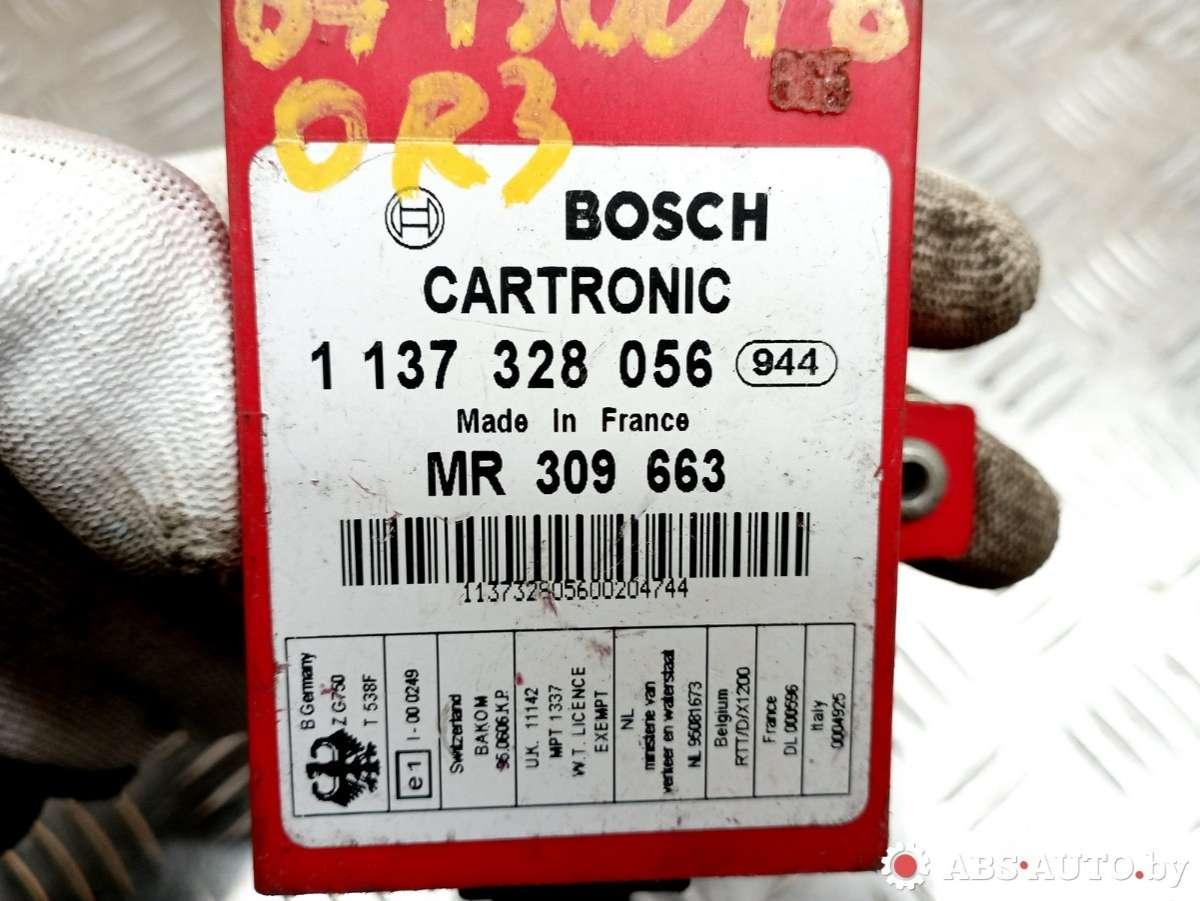 OR3
BOSCH
CARTRONIC
1 137 328 056 944
Made In France
MR 309 663
113732805600204744
B Germany
Z G750
T 538F
e1
I - 00 0249
Switzerland
BAKOM
95.0606.K.P.
U.K. 11142
MPT 1337
W.T. LICENCE
EXEMPT
NL
ministerie van
verkeer en waterstaat
NL 95081673
Belgium
RTT/D/X1200
France
DL 000596
Italy
0004925
ABS-AUTO.by